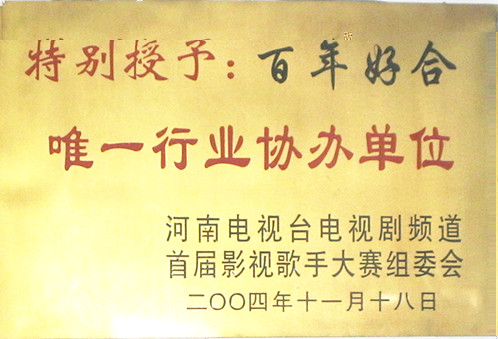 特别授予：百年好合
唯一行业协办单位
河南电视台电视剧频道
首届影视歌手大赛组委会
二〇〇四年十一月十八日